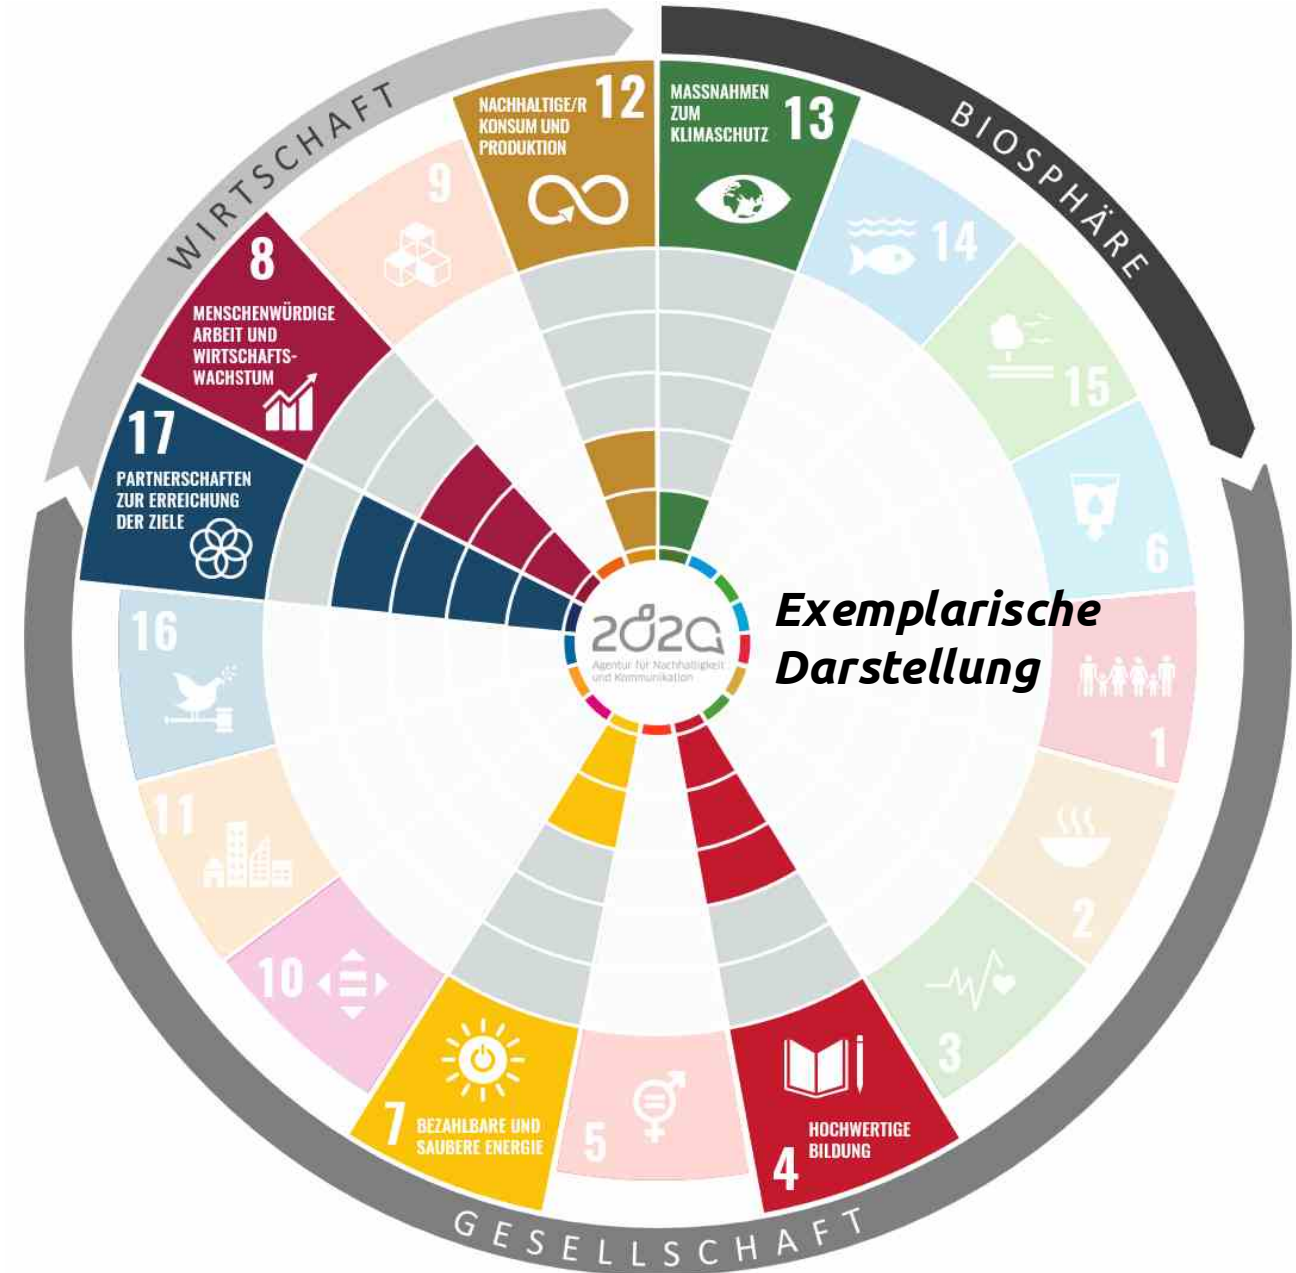 WIRTSCHAFT
BIOSPHÄRE
12
NACHHALTIGE/R
KONSUM UND
PRODUKTION
13
MASSNAHMEN
ZUM
KLIMASCHUTZ
9
14
8
MENSCHENWÜRDIGE
ARBEIT UND
WIRTSCHAFTS-
WACHSTUM
15
17
PARTNERSCHAFTEN
ZUR ERREICHUNG
DER ZIELE
6
16
2020
Agentur für Nachhaltigkeit
und Kommunikation
Exemplarische
Darstellung
1
11
2
10
3
7
BEZAHLBARE UND
SAUBERE ENERGIE
5
4
HOCHWERTIGE
BILDUNG
GESELLSCHAFT